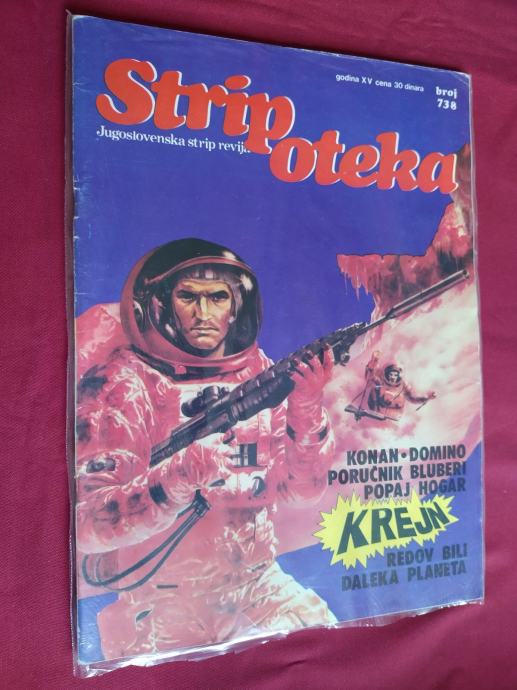 godina XV cena 30 dinara
broj
738
Strip
oteka
Jugoslovenska strip revija
KONAN • DOMINO
PORUČNIK BLUBERI
POPAJ HOGAR
KREJN
REDOV BILI
DALEKA PLANETA